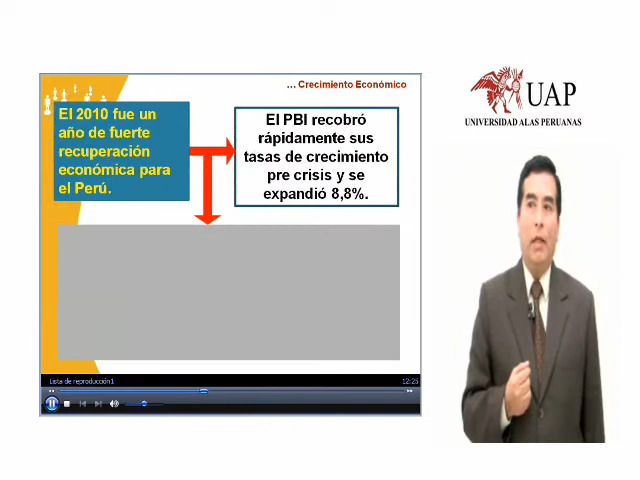 ... Crecimiento Económico
El 2010 fue un
año de fuerte
recuperación
económica para
el Perú.
El PBI recobró
rápidamente sus
tasas de crecimiento
pre crisis y se
expandió 8,8%.
UAP
UNIVERSIDAD ALAS PERUANAS
Lista de reproducción1
12:25